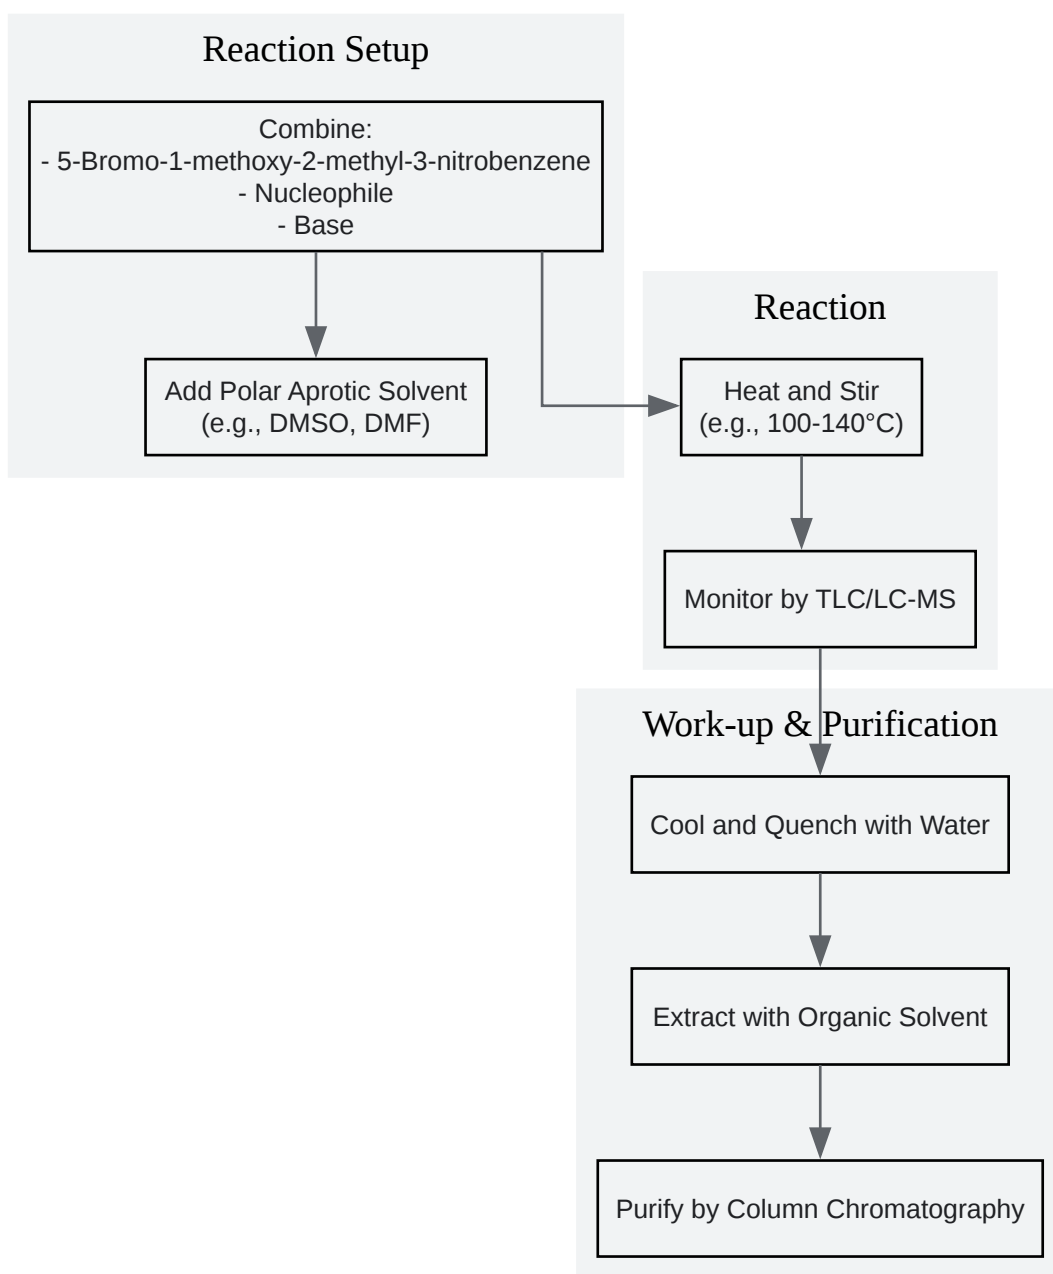 Reaction Setup
Combine:
- 5-Bromo-1-methoxy-2-methyl-3-nitrobenzene
- Nucleophile
- Base
Add Polar Aprotic Solvent
(e.g., DMSO, DMF)
Reaction
Heat and Stir
(e.g., 100-140°C)
Monitor by TLC/LC-MS
Work-up & Purification
Cool and Quench with Water
Extract with Organic Solvent
Purify by Column Chromatography